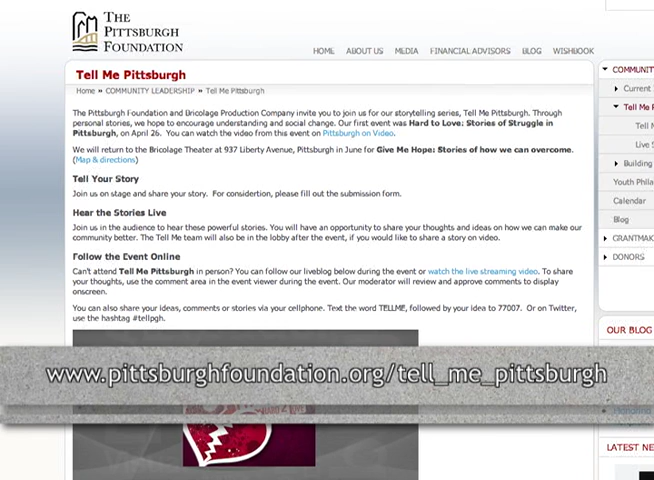 THE
PITTSBURGH
FOUNDATION
HOME ABOUT US MEDIA FINANCIAL ADVISORS BLOG WISHBOOK
Tell Me Pittsburgh
Home » COMMUNITY LEADERSHIP » Tell Me Pittsburgh
The Pittsburgh Foundation and Bricolage Production Company invite you to join us for our storytelling series, Tell Me Pittsburgh. Through
personal stories, we hope to encourage understanding and social change. Our first event was Hard to Love: Stories of Struggle in
Pittsburgh, on April 26. You can watch the video from this event on Pittsburgh on Video.
We will return to the Bricolage Theater at 937 Liberty Avenue, Pittsburgh in June for Give Me Hope: Stories of how we can overcome.
(Map & directions)
Tell Your Story
Join us on stage and share your story. For considertion, please fill out the submission form.
Hear the Stories Live
Join us in the audience to hear these powerful stories. You will have an opportunity to share your thoughts and ideas on how we can make our
community better. The Tell Me team will also be in the lobby after the event, if you would like to share a story on video.
Follow the Event Online
Can't attend Tell Me Pittsburgh in person? You can follow our liveblog below during the event or watch the live streaming video. To share
your thoughts, use the comment area in the event viewer during the event. Our moderator will review and approve comments to display
onscreen.
You can also share your ideas, comments or stories via your cellphone. Text the word TELLME, followed by your idea to 77007. Or on Twitter,
use the hashtag #tellpgh.
www.pittsburghfoundation.org/tell_me_pittsburgh
COMMUNIT
Current
Tell Me P
Tell M
Live S
Building
Youth Phila
Calendar
Blog
GRANTMAK
DONORS
OUR BLOG
LATEST NE